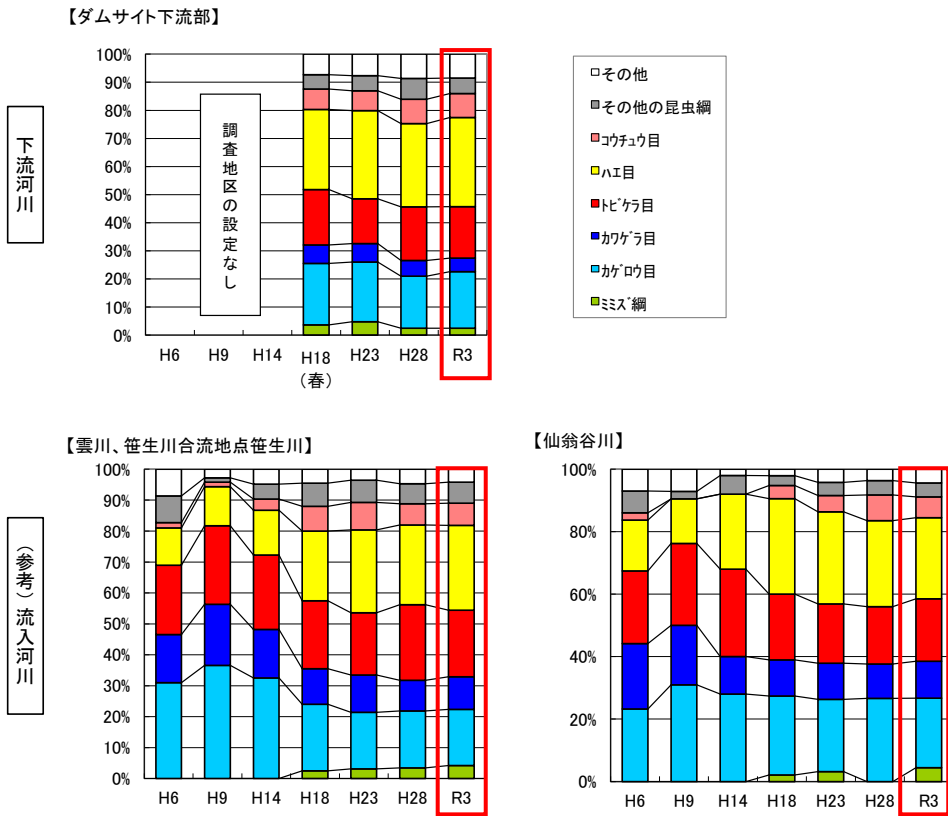 【ダムサイト下流部】
下流河川
100%
90%
80%
70%
60%
50%
40%
30%
20%
10%
0%
調査地区の設定なし
H6 H9 H14 H18 H23 H28 R3
（春）
その他
その他の昆虫綱
ｺｳﾁｭｳ目
ﾊｴ目
ﾄﾋﾞｹﾗ目
ｶﾜｹﾞﾗ目
ｶｹﾞﾛｳ目
ﾐﾐｽﾞ綱
（参考）流入河川
【雲川、笹生川合流地点笹生川】
100%
90%
80%
70%
60%
50%
40%
30%
20%
10%
0%
H6 H9 H14 H18 H23 H28 R3
【仙翁谷川】
100%
80%
60%
40%
20%
0%
H6 H9 H14 H18 H23 H28 R3